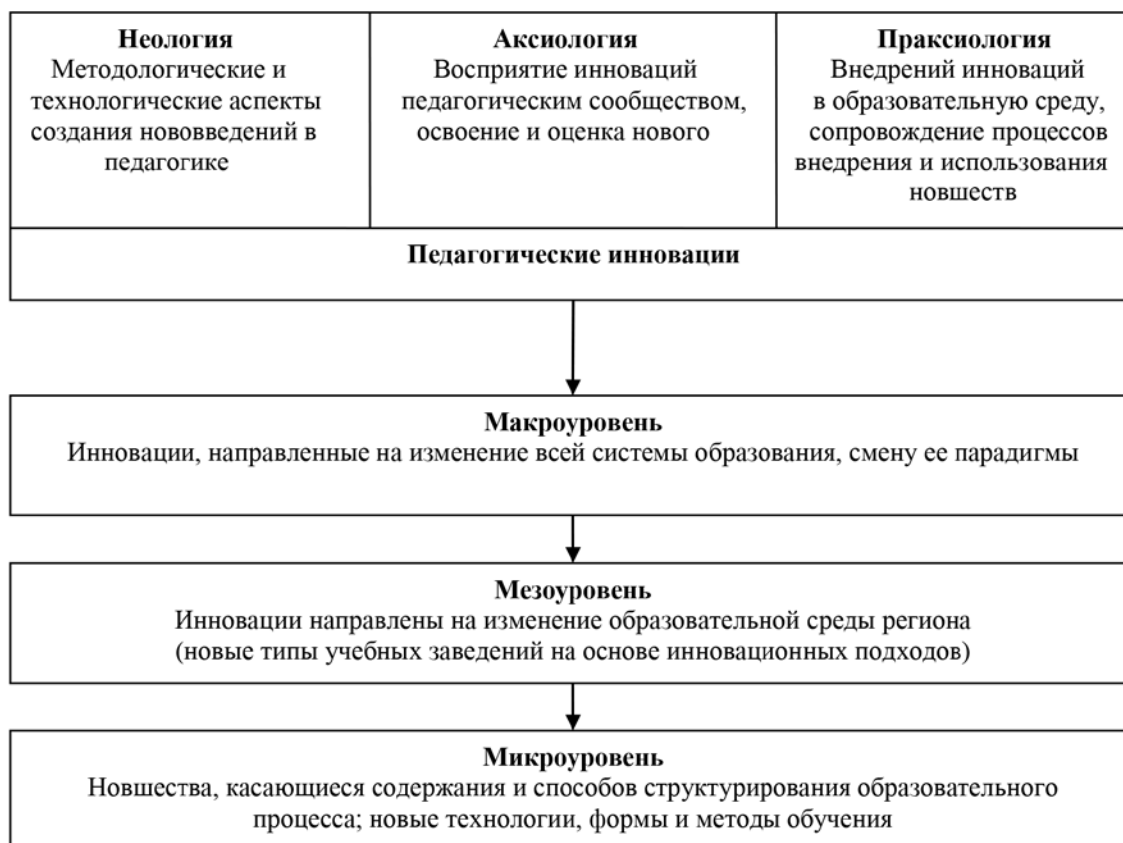 Неология
Методологические и
технологические аспекты
создания нововведений в
педагогике
Аксиология
Восприятие инноваций
педагогическим сообществом,
освоение и оценка нового
Праксиология
Внедрений инноваций
в образовательную среду,
сопровождение процессов
внедрения и использования
новшеств
Педагогические инновации
Макроуровень
Инновации, направленные на изменение всей системы образования, смену ее парадигмы
Мезоуровень
Инновации направлены на изменение образовательной среды региона
(новые типы учебных заведений на основе инновационных подходов)
Микроуровень
Новшества, касающиеся содержания и способов структурирования образовательного
процесса; новые технологии, формы и методы обучения